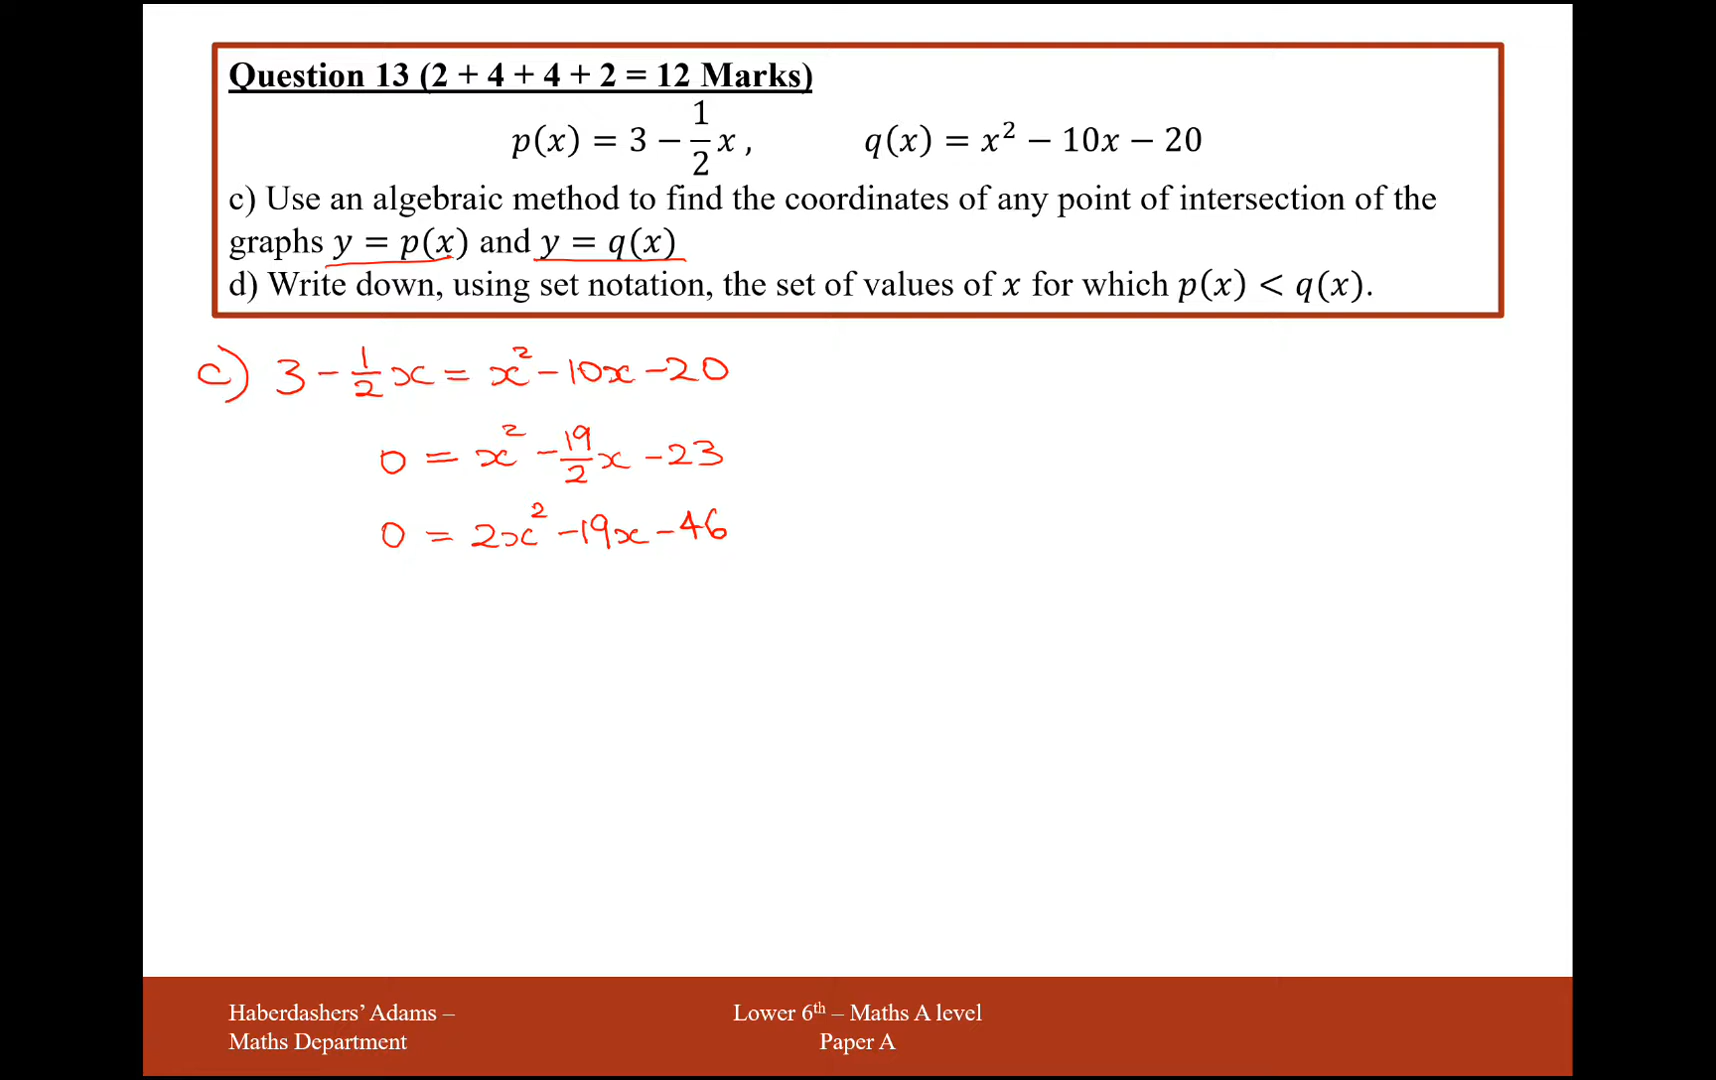 Question 13 (2 + 4 + 4 + 2 = 12 Marks)
p(x) = 3 − 1/2 x , q(x) = x² − 10x − 20
c) Use an algebraic method to find the coordinates of any point of intersection of the
graphs y = p(x) and y = q(x)
d) Write down, using set notation, the set of values of x for which p(x) < q(x).
c) 3 − 1/2 x = x² − 10x − 20
0 = x² − 19/2 x − 23
0 = 2x² − 19x − 46
Haberdashers’ Adams –
Maths Department
Lower 6th – Maths A level
Paper A